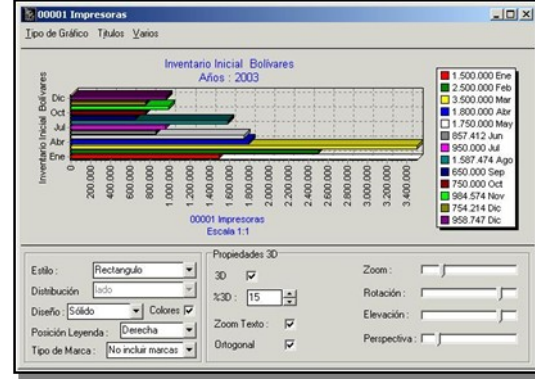 00001 Impresoras
Tipo de Gráfico Títulos Varios
Inventario Inicial Bolívares
Años : 2003
Inventario Inicial Bolívares
Dic
Oct
Jul
Abr
Ene
0 200.000 400.000 600.000 800.000 1.000.000 1.200.000 1.400.000 1.600.000 1.800.000 2.000.000 2.200.000 2.400.000 2.600.000 2.800.000 3.000.000 3.200.000 3.400.000
00001 Impresoras
Escala 1:1
1.500.000 Ene
2.500.000 Feb
3.500.000 Mar
1.800.000 Abr
1.750.000 May
857.412 Jun
950.000 Jul
1.587.474 Ago
650.000 Sep
750.000 Oct
984.574 Nov
754.214 Dic
958.747 Dic
Estilo : Rectangulo
Distribución lado
Diseño : Sólido Colores
Posición Leyenda : Derecha
Tipo de Marca : No incluir marcas
Propiedades 3D
3D
%3D : 15
Zoom Texto :
Ortogonal
Zoom :
Rotación :
Elevación :
Perspectiva :